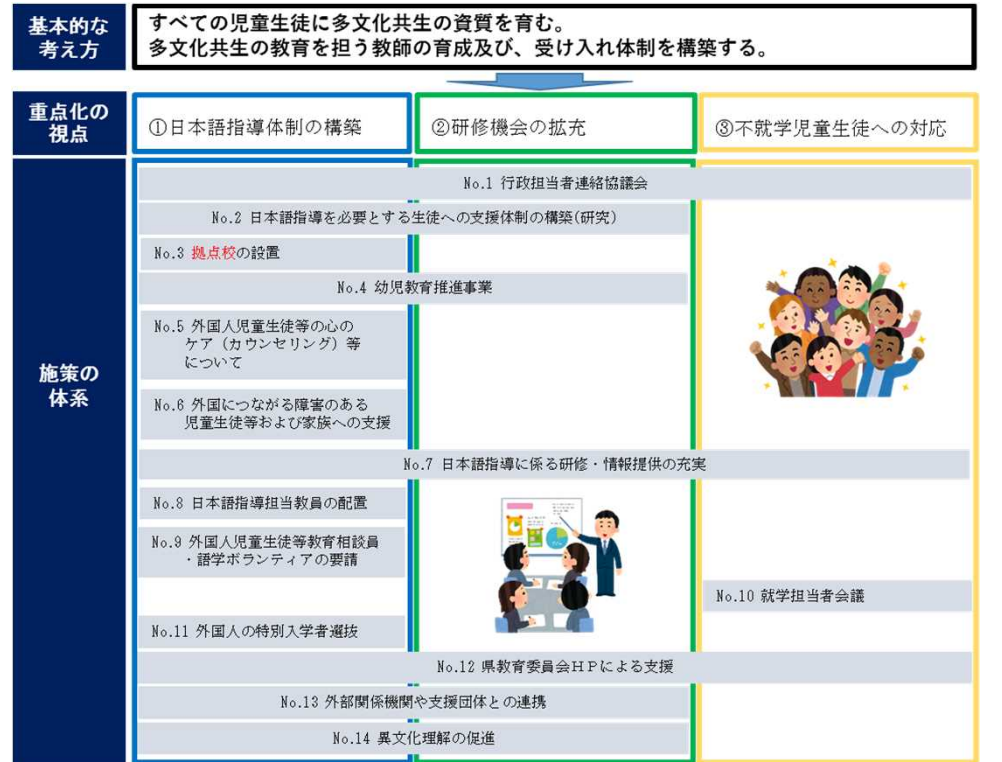 基本的な
考え方
すべての児童生徒に多文化共生の資質を育む。
多文化共生の教育を担う教師の育成及び、受け入れ体制を構築する。
重点化の
視点
①日本語指導体制の構築
②研修機会の拡充
③不就学児童生徒への対応
施策の
体系
No.1 行政担当者連絡協議会
No.2 日本語指導を必要とする生徒への支援体制の構築(研究)
No.3 拠点校の設置
No.4 幼児教育推進事業
No.5 外国人児童生徒等の心の
ケア（カウンセリング）等
について
No.6 外国につながる障害のある
児童生徒等および家族への支援
No.7 日本語指導に係る研修・情報提供の充実
No.8 日本語指導担当教員の配置
No.9 外国人児童生徒等教育相談員
・語学ボランティアの要請
No.10 就学担当者会議
No.11 外国人の特別入学者選抜
No.12 県教育委員会ＨＰによる支援
No.13 外部関係機関や支援団体との連携
No.14 異文化理解の促進